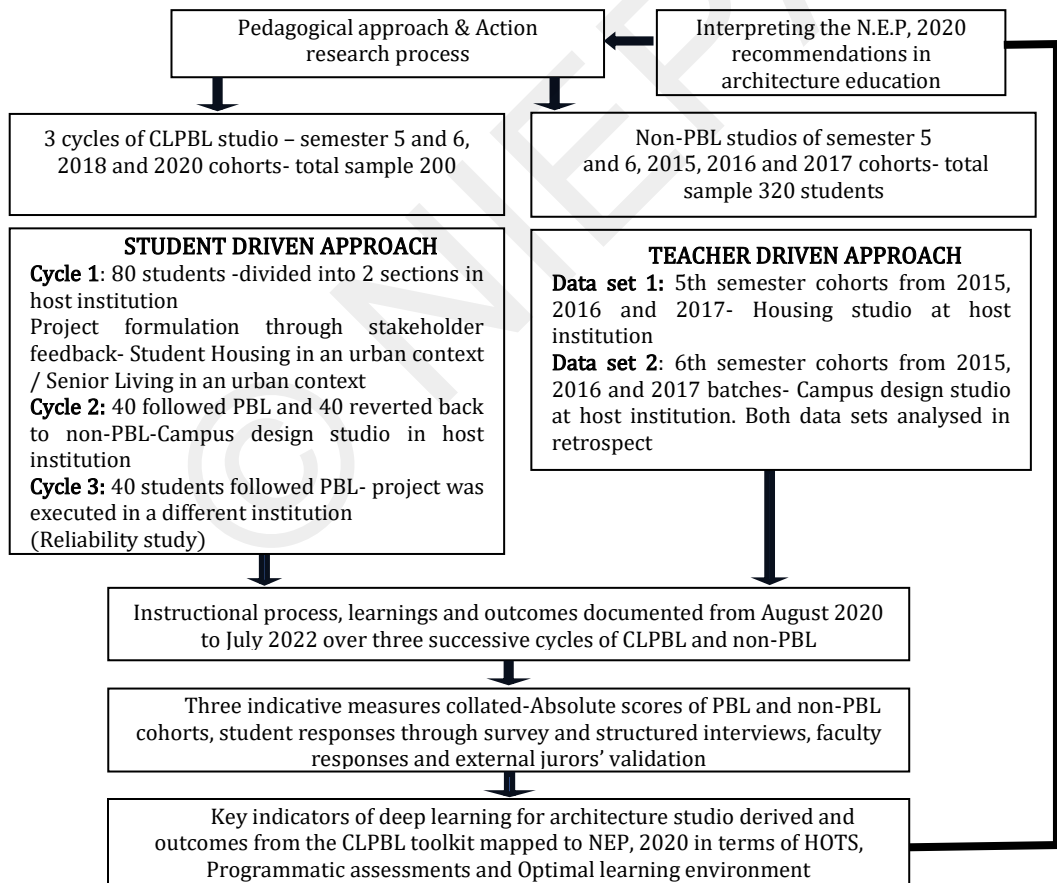 Pedagogical approach & Action
research process
Interpreting the N.E.P, 2020
recommendations in
architecture education
3 cycles of CLPBL studio – semester 5 and 6,
2018 and 2020 cohorts- total sample 200
Non-PBL studios of semester 5
and 6, 2015, 2016 and 2017 cohorts- total
sample 320 students
STUDENT DRIVEN APPROACH
Cycle 1: 80 students -divided into 2 sections in
host institution
Project formulation through stakeholder
feedback- Student Housing in an urban context
/ Senior Living in an urban context
Cycle 2: 40 followed PBL and 40 reverted back
to non-PBL-Campus design studio in host
institution
Cycle 3: 40 students followed PBL- project was
executed in a different institution
(Reliability study)
TEACHER DRIVEN APPROACH
Data set 1: 5th semester cohorts from 2015,
2016 and 2017- Housing studio at host
institution
Data set 2: 6th semester cohorts from 2015,
2016 and 2017 batches- Campus design studio
at host institution. Both data sets analysed in
retrospect
Instructional process, learnings and outcomes documented from August 2020
to July 2022 over three successive cycles of CLPBL and non-PBL
Three indicative measures collated-Absolute scores of PBL and non-PBL
cohorts, student responses through survey and structured interviews, faculty
responses and external jurors’ validation
Key indicators of deep learning for architecture studio derived and
outcomes from the CLPBL toolkit mapped to NEP, 2020 in terms of HOTS,
Programmatic assessments and Optimal learning environment
© NEP